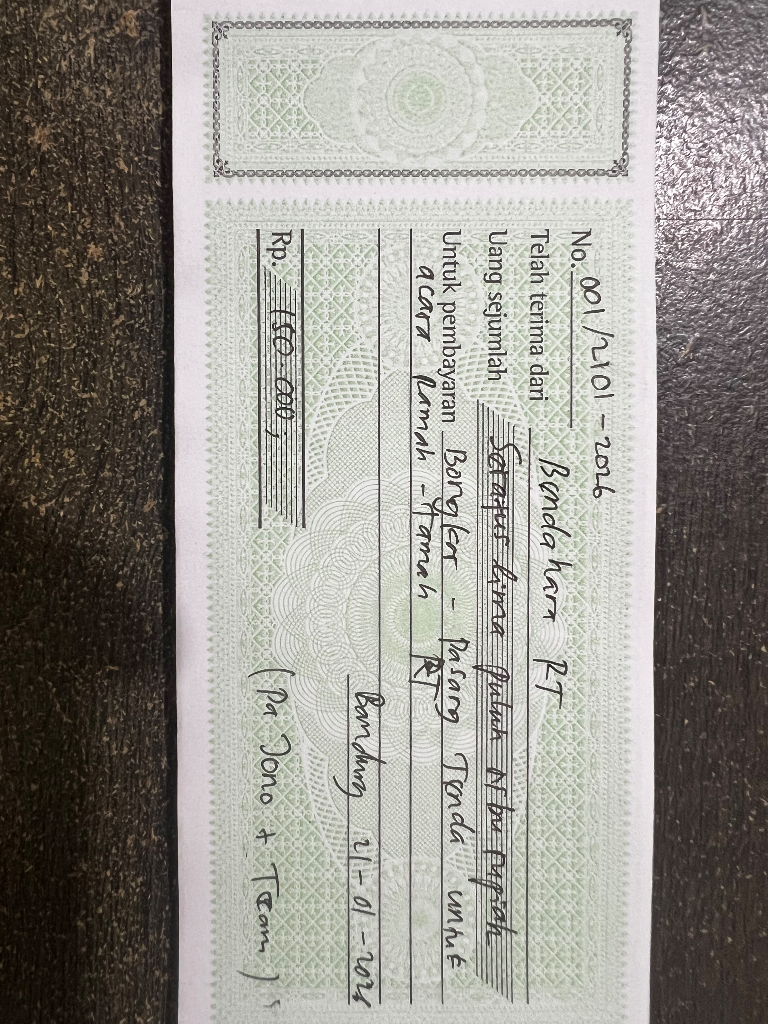 No. 001/2101-2026
Telah terima dari Bendahara RT
Uang sejumlah Seratus lima puluh ribu rupiah
Untuk pembayaran Bongkar - Pasang Tenda untuk
acara Ramah - tamah RT
Bandung 21-01-2026
Rp. 150.000,
(Pa Jono + Team)